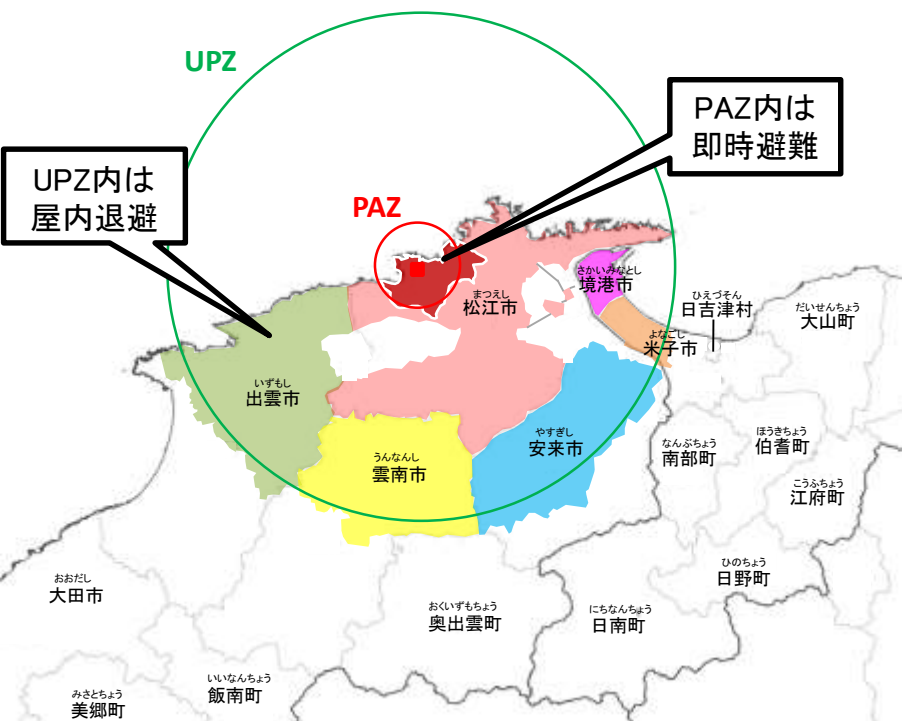 UPZ
PAZ内は
即時避難
UPZ内は
屋内退避
PAZ
さかいみなとし
境港市
まつえし
松江市
ひえづそん
日吉津村
だいせんちょう
大山町
よなごし
米子市
いずもし
出雲市
やすぎし
安来市
うんなんし
雲南市
なんぶちょう
南部町
ほうきちょう
伯耆町
こうふちょう
江府町
ひのちょう
日野町
おおだし
大田市
おくいずもちょう
奥出雲町
にちなんちょう
日南町
いいなんちょう
飯南町
みさとちょう
美郷町